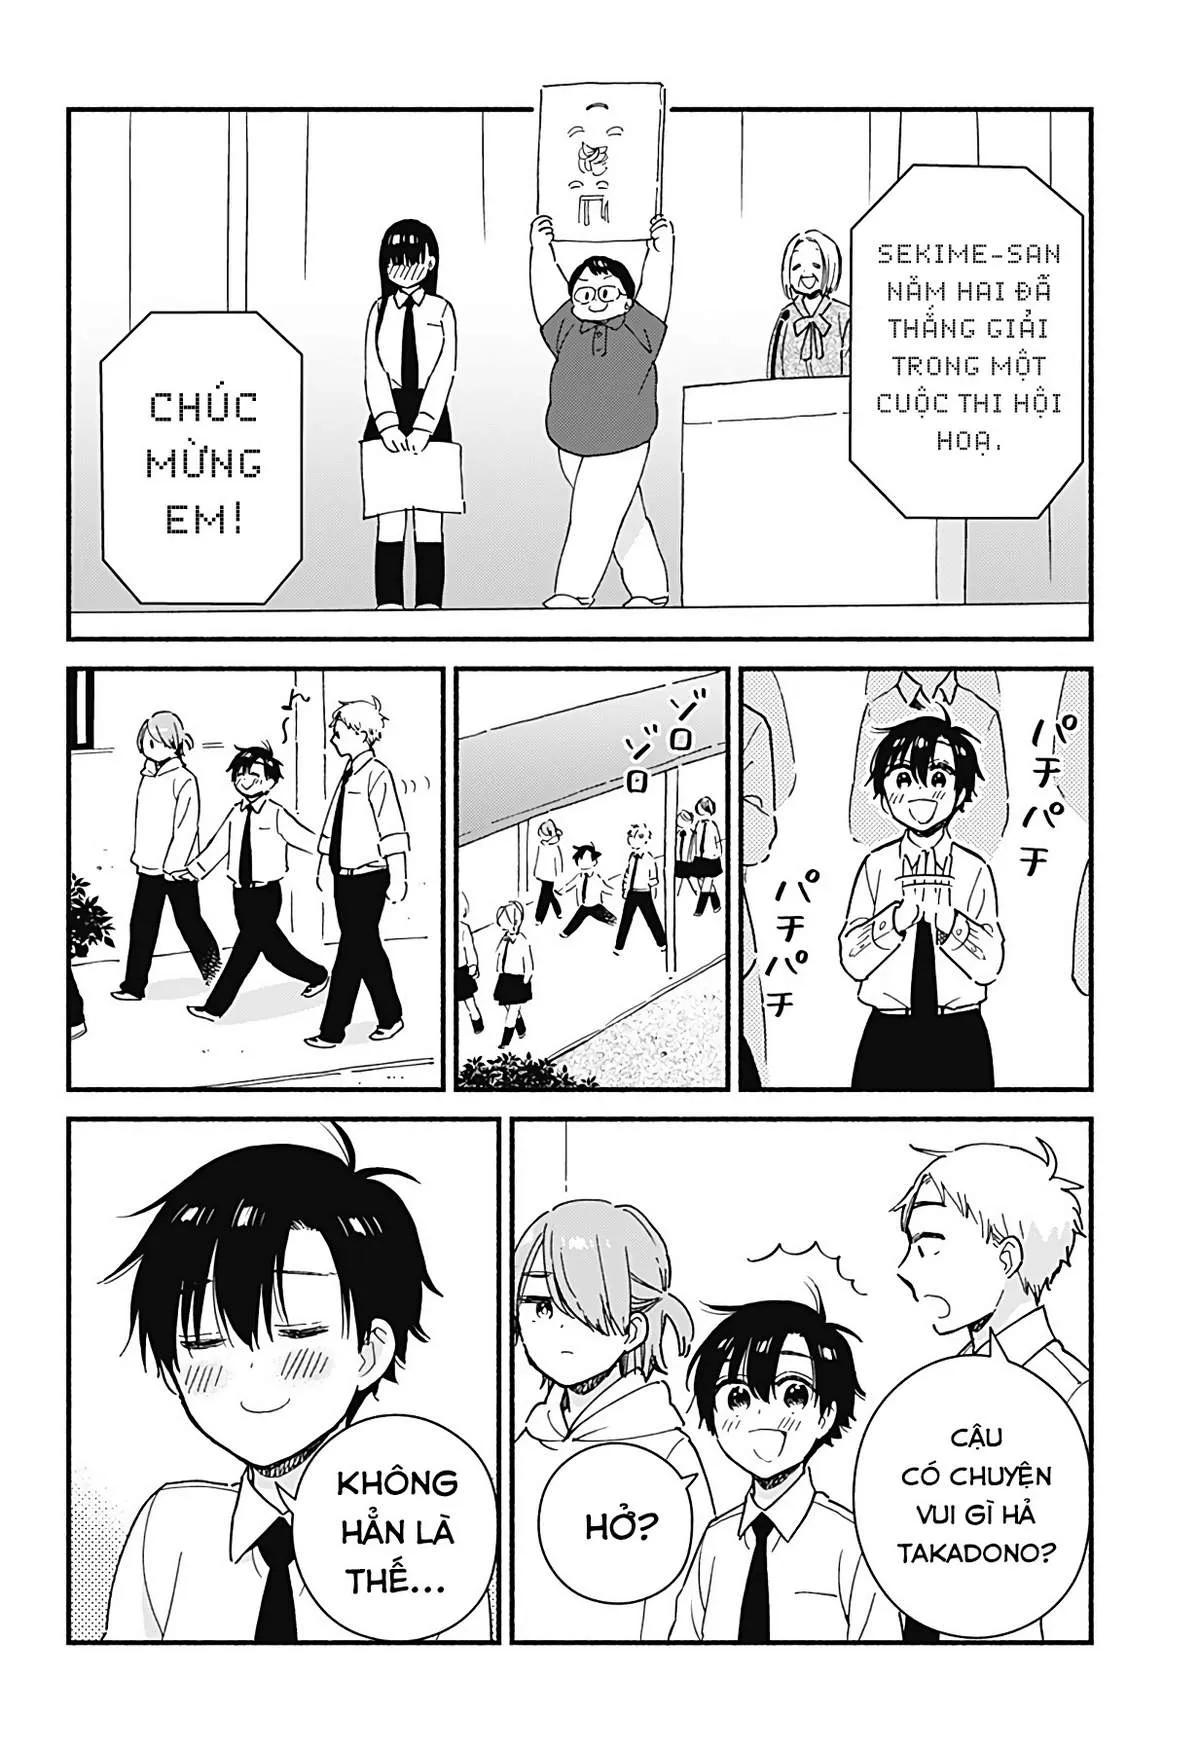 SEKIME-SAN
NĂM HAI ĐÃ
THẮNG GIẢI
TRONG MỘT
CUỘC THI HỘI
HOẠ.
CHÚC
MỪNG
EM!
パチパチ
パチパチ
ゾロ
ゾロ
CẬU
CÓ CHUYỆN
VUI GÌ HẢ
TAKADONO?
HỞ?
KHÔNG
HẲN LÀ
THẾ...